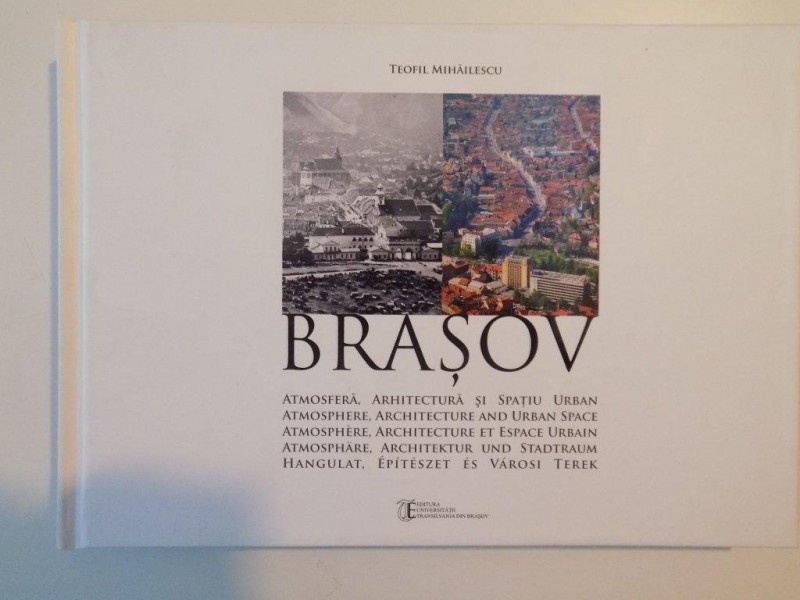 TEOFIL MIHĂILESCU
BRAȘOV
ATMOSFERĂ, ARHITECTURĂ ȘI SPAȚIU URBAN
ATMOSPHERE, ARCHITECTURE AND URBAN SPACE
ATMOSPHÈRE, ARCHITECTURE ET ESPACE URBAIN
ATMOSPHÄRE, ARCHITEKTUR UND STADTRAUM
HANGULAT, ÉPÍTÉSZET ÉS VÁROSI TEREK
EDITURA
UNIVERSITĂȚII
TRANSILVANIA DIN BRAȘOV